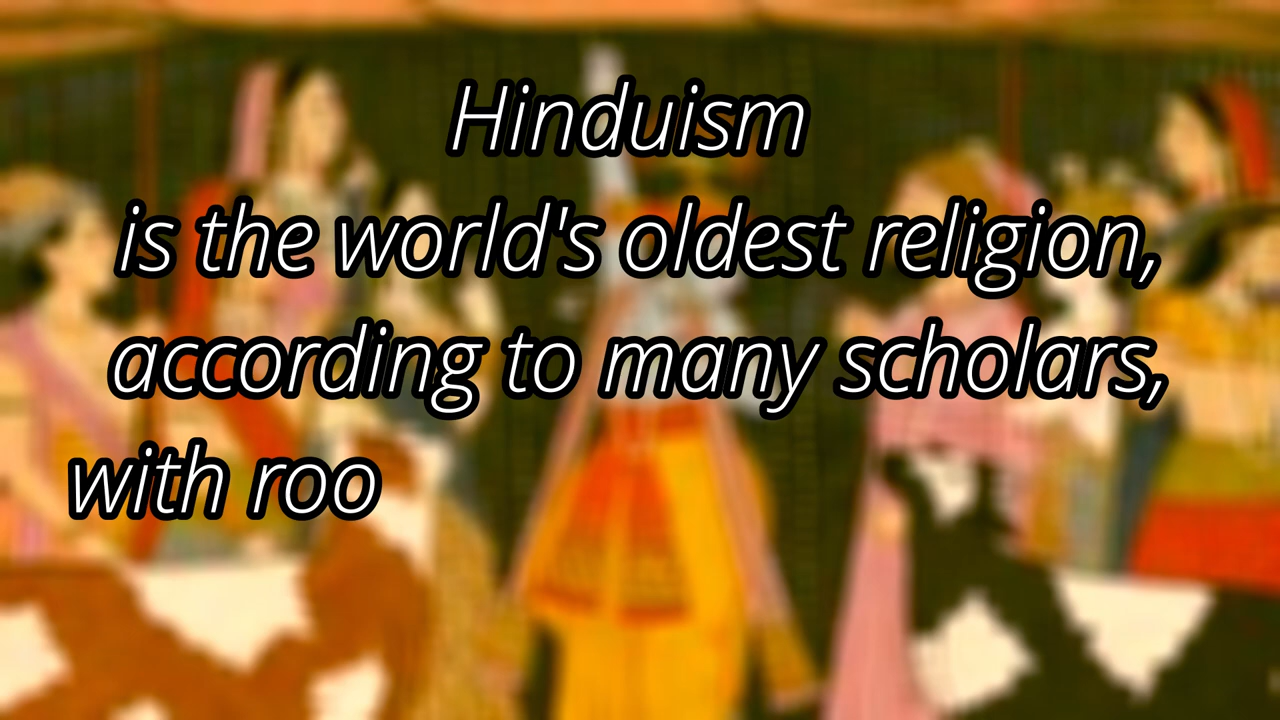 Hinduism
is the world's oldest religion,
according to many scholars,
with roo